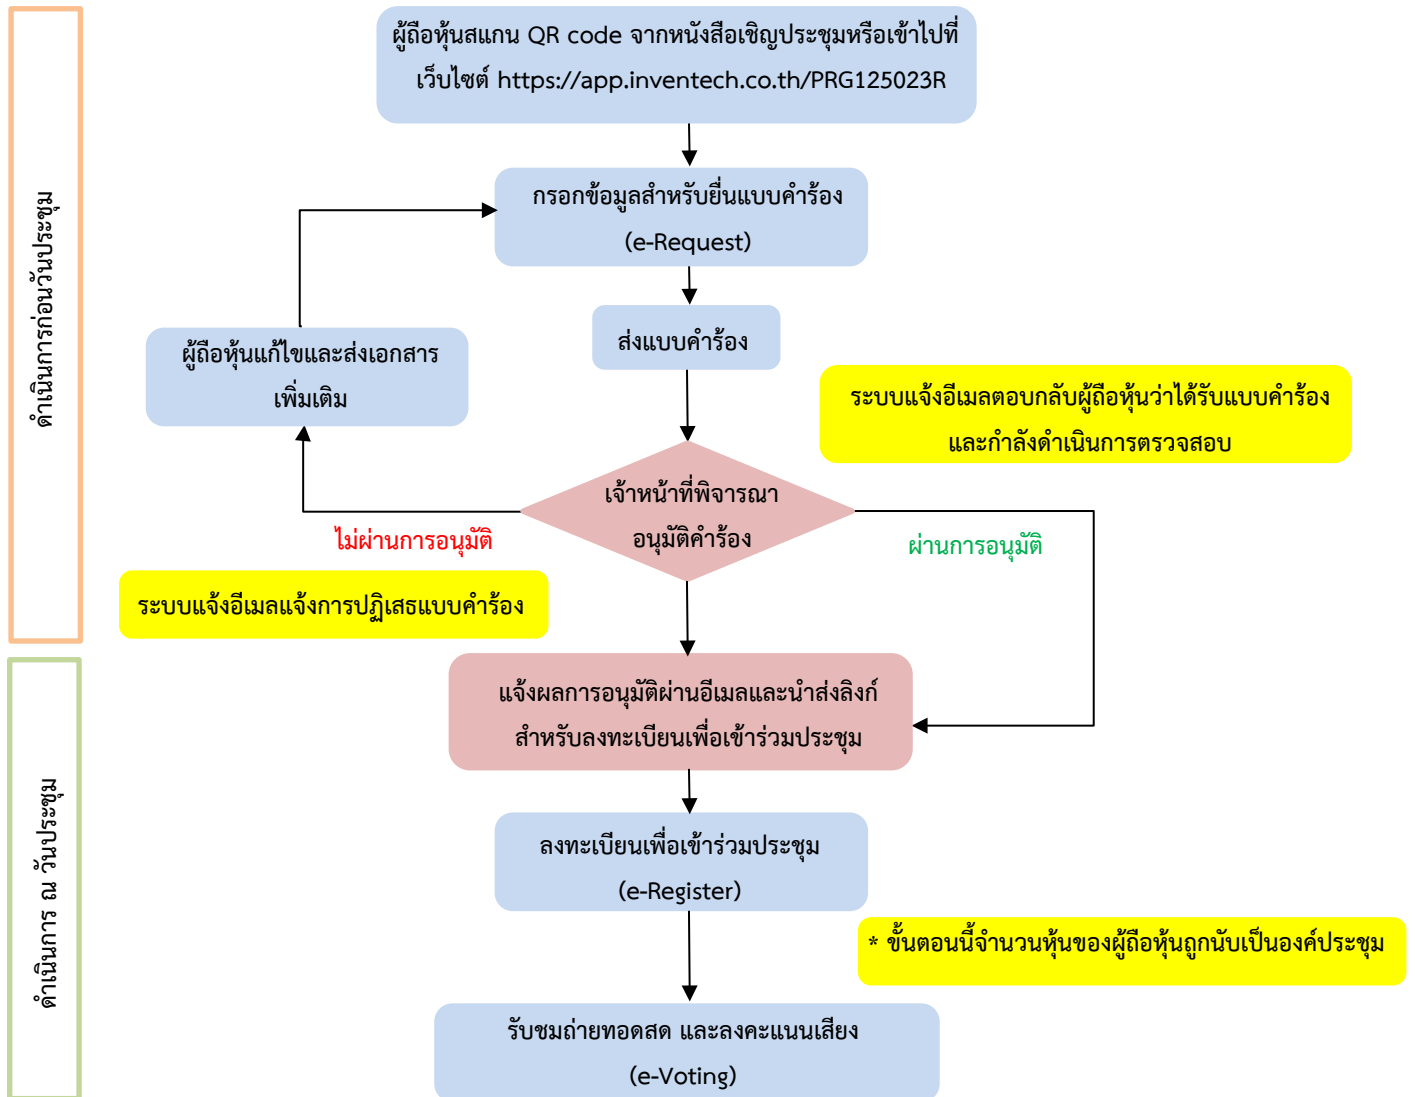 ผู้ถือหุ้นสแกน QR code จากหนังสือเชิญประชุมหรือเข้าไปที่
เว็บไซต์ https://app.inventech.co.th/PRG125023R
ดำเนินการก่อนวันประชุม
กรอกข้อมูลสำหรับยื่นแบบคำร้อง
(e-Request)
ส่งแบบคำร้อง
ผู้ถือหุ้นแก้ไขและส่งเอกสาร
เพิ่มเติม
ระบบแจ้งอีเมลตอบกลับผู้ถือหุ้นว่าได้รับแบบคำร้อง
และกำลังดำเนินการตรวจสอบ
เจ้าหน้าที่พิจารณา
อนุมัติคำร้อง
ไม่ผ่านการอนุมัติ
ผ่านการอนุมัติ
ระบบแจ้งอีเมลแจ้งการปฏิเสธแบบคำร้อง
แจ้งผลการอนุมัติผ่านอีเมลและนำส่งลิงก์
สำหรับลงทะเบียนเพื่อเข้าร่วมประชุม
ดำเนินการ ณ วันประชุม
ลงทะเบียนเพื่อเข้าร่วมประชุม
(e-Register)
* ขั้นตอนนี้จำนวนหุ้นของผู้ถือหุ้นถูกนับเป็นองค์ประชุม
รับชมถ่ายทอดสด และลงคะแนนเสียง
(e-Voting)